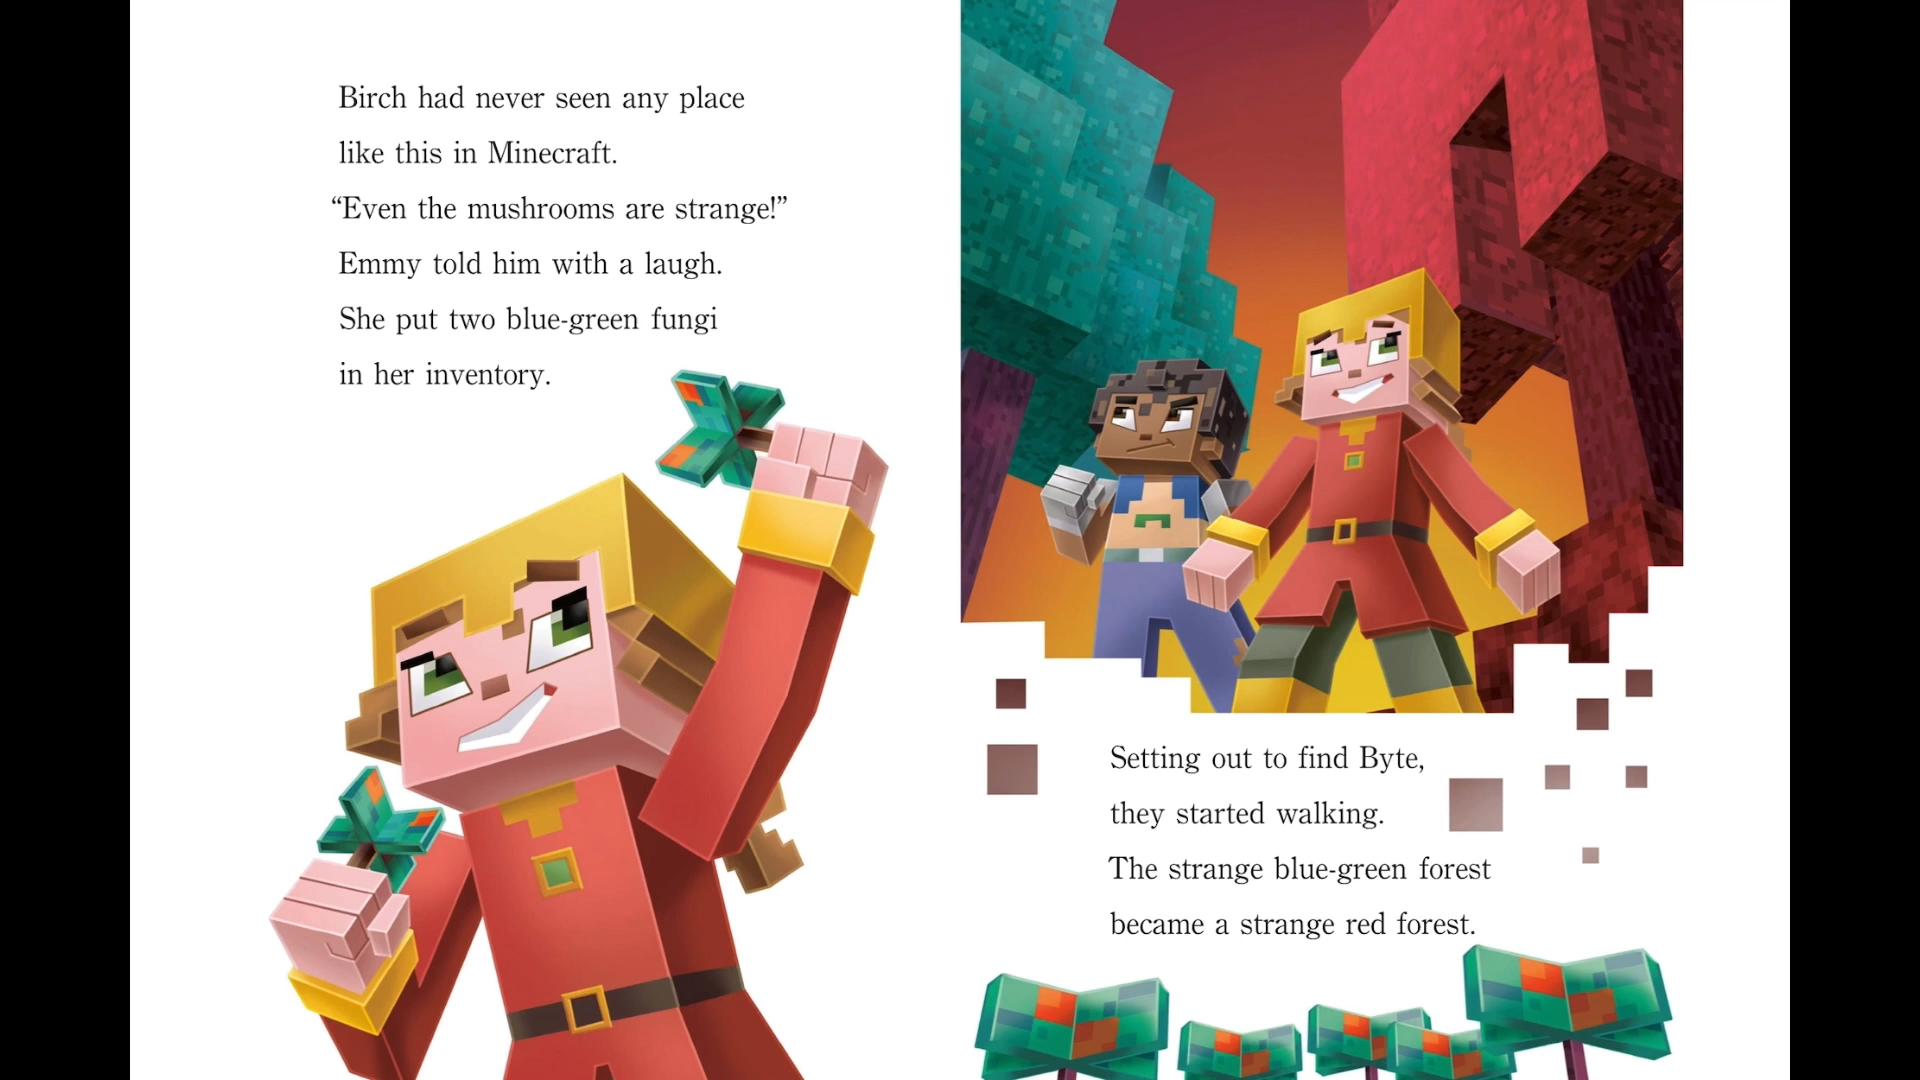 Birch had never seen any place
like this in Minecraft.
“Even the mushrooms are strange!”
Emmy told him with a laugh.
She put two blue-green fungi
in her inventory.
Setting out to find Byte,
they started walking.
The strange blue-green forest
became a strange red forest.